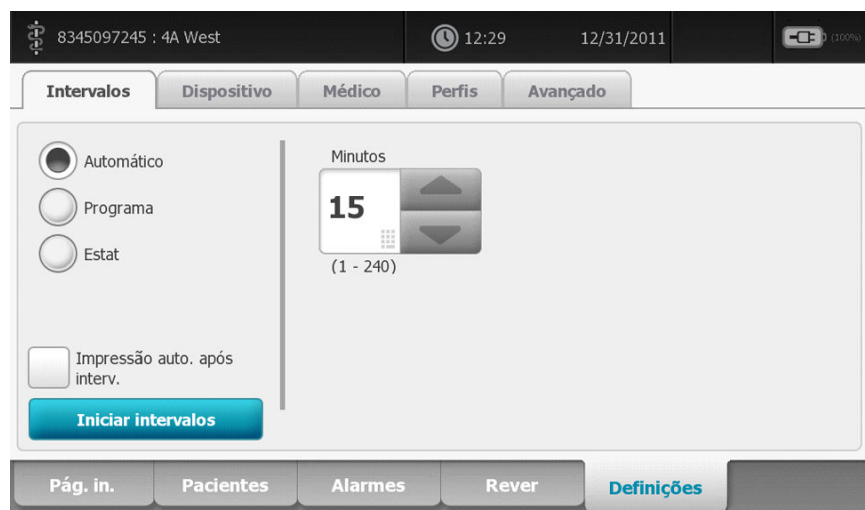 8345097245 : 4A West 12:29 12/31/2011 (100%)
Intervalos Dispositivo Médico Perfis Avançado
Automático
Programa
Estat
Minutos
15
(1 - 240)
Impressão auto. após
interv.
Iniciar intervalos
Pág. in. Pacientes Alarmes Rever Definições